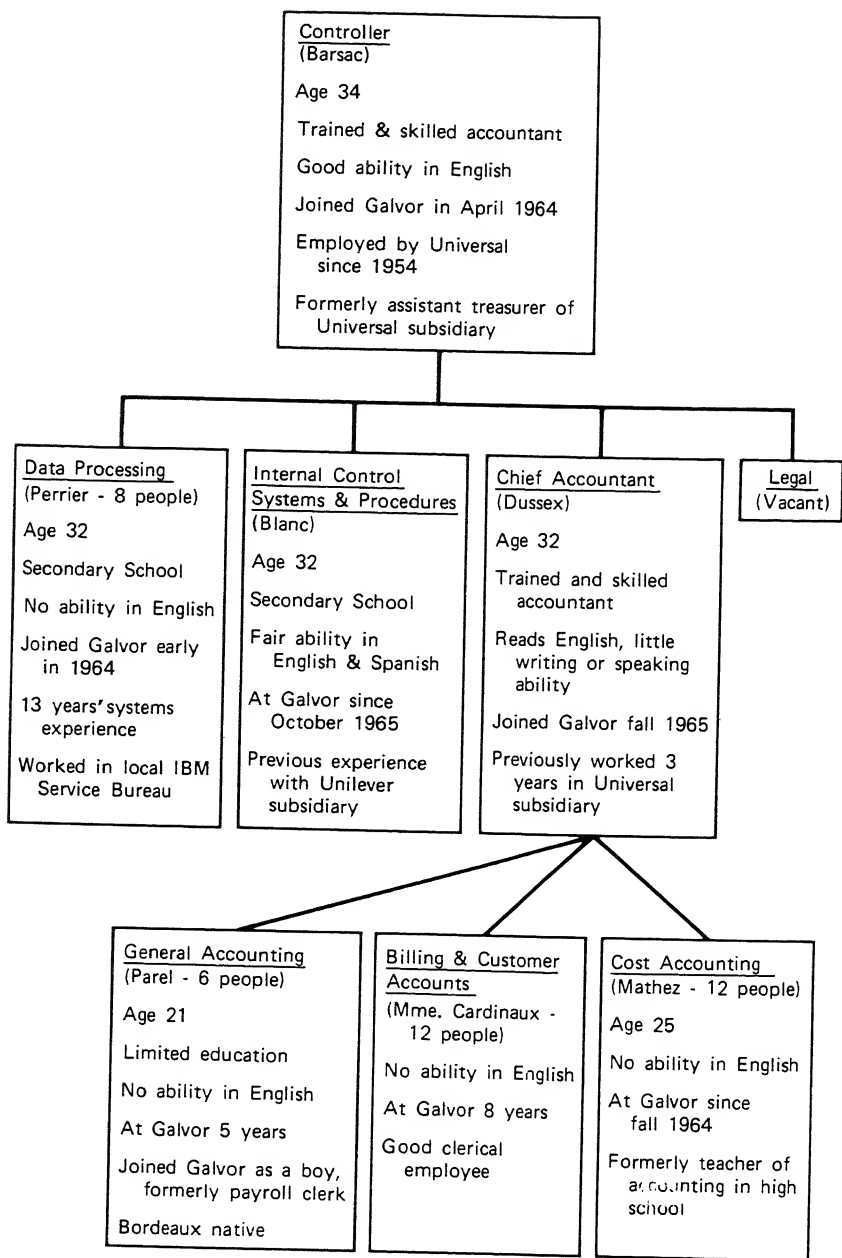 Controller
(Barsac)
Age 34
Trained & skilled accountant
Good ability in English
Joined Galvor in April 1964
Employed by Universal
since 1954
Formerly assistant treasurer of
Universal subsidiary
Data Processing
(Perrier - 8 people)
Age 32
Secondary School
No ability in English
Joined Galvor early
in 1964
13 years' systems
experience
Worked in local IBM
Service Bureau
Internal Control
Systems & Procedures
(Blanc)
Age 32
Secondary School
Fair ability in
English & Spanish
At Galvor since
October 1965
Previous experience
with Unilever
subsidiary
Chief Accountant
(Dussex)
Age 32
Trained and skilled
accountant
Reads English, little
writing or speaking
ability
Joined Galvor fall 1965
Previously worked 3
years in Universal
subsidiary
Legal
(Vacant)
General Accounting
(Parel - 6 people)
Age 21
Limited education
No ability in English
At Galvor 5 years
Joined Galvor as a boy,
formerly payroll clerk
Bordeaux native
Billing & Customer
Accounts
(Mme. Cardinaux -
12 people)
No ability in English
At Galvor 8 years
Good clerical
employee
Cost Accounting
(Mathez - 12 people)
Age 25
No ability in English
At Galvor since
fall 1964
Formerly teacher of
accounting in high
school